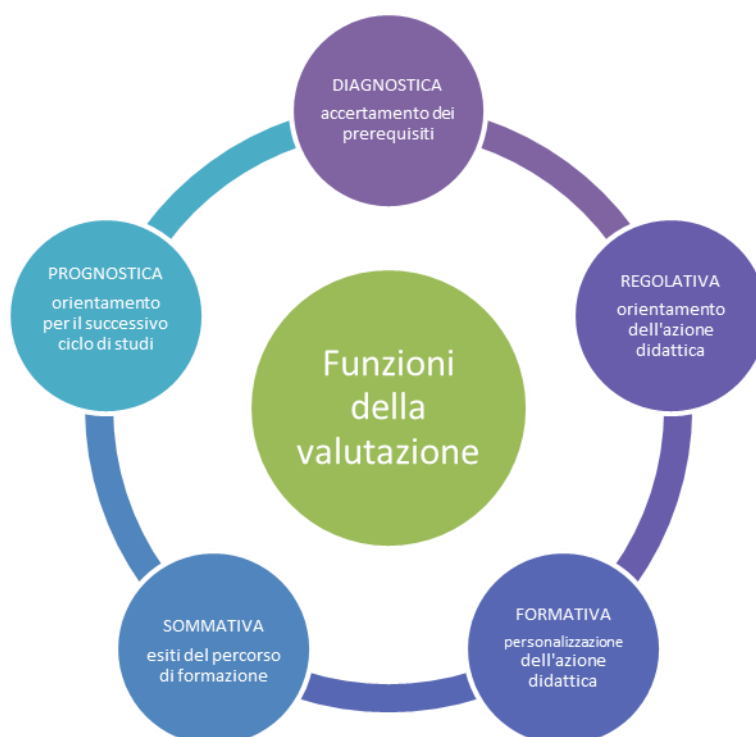 DIAGNOSTICA
accertamento dei
prerequisiti
REGOLATIVA
orientamento
dell'azione
didattica
FORMATIVA
personalizzazione
dell'azione
didattica
SOMMATIVA
esiti del percorso
di formazione
PROGNOSTICA
orientamento
per il successivo
ciclo di studi
Funzioni
della
valutazione